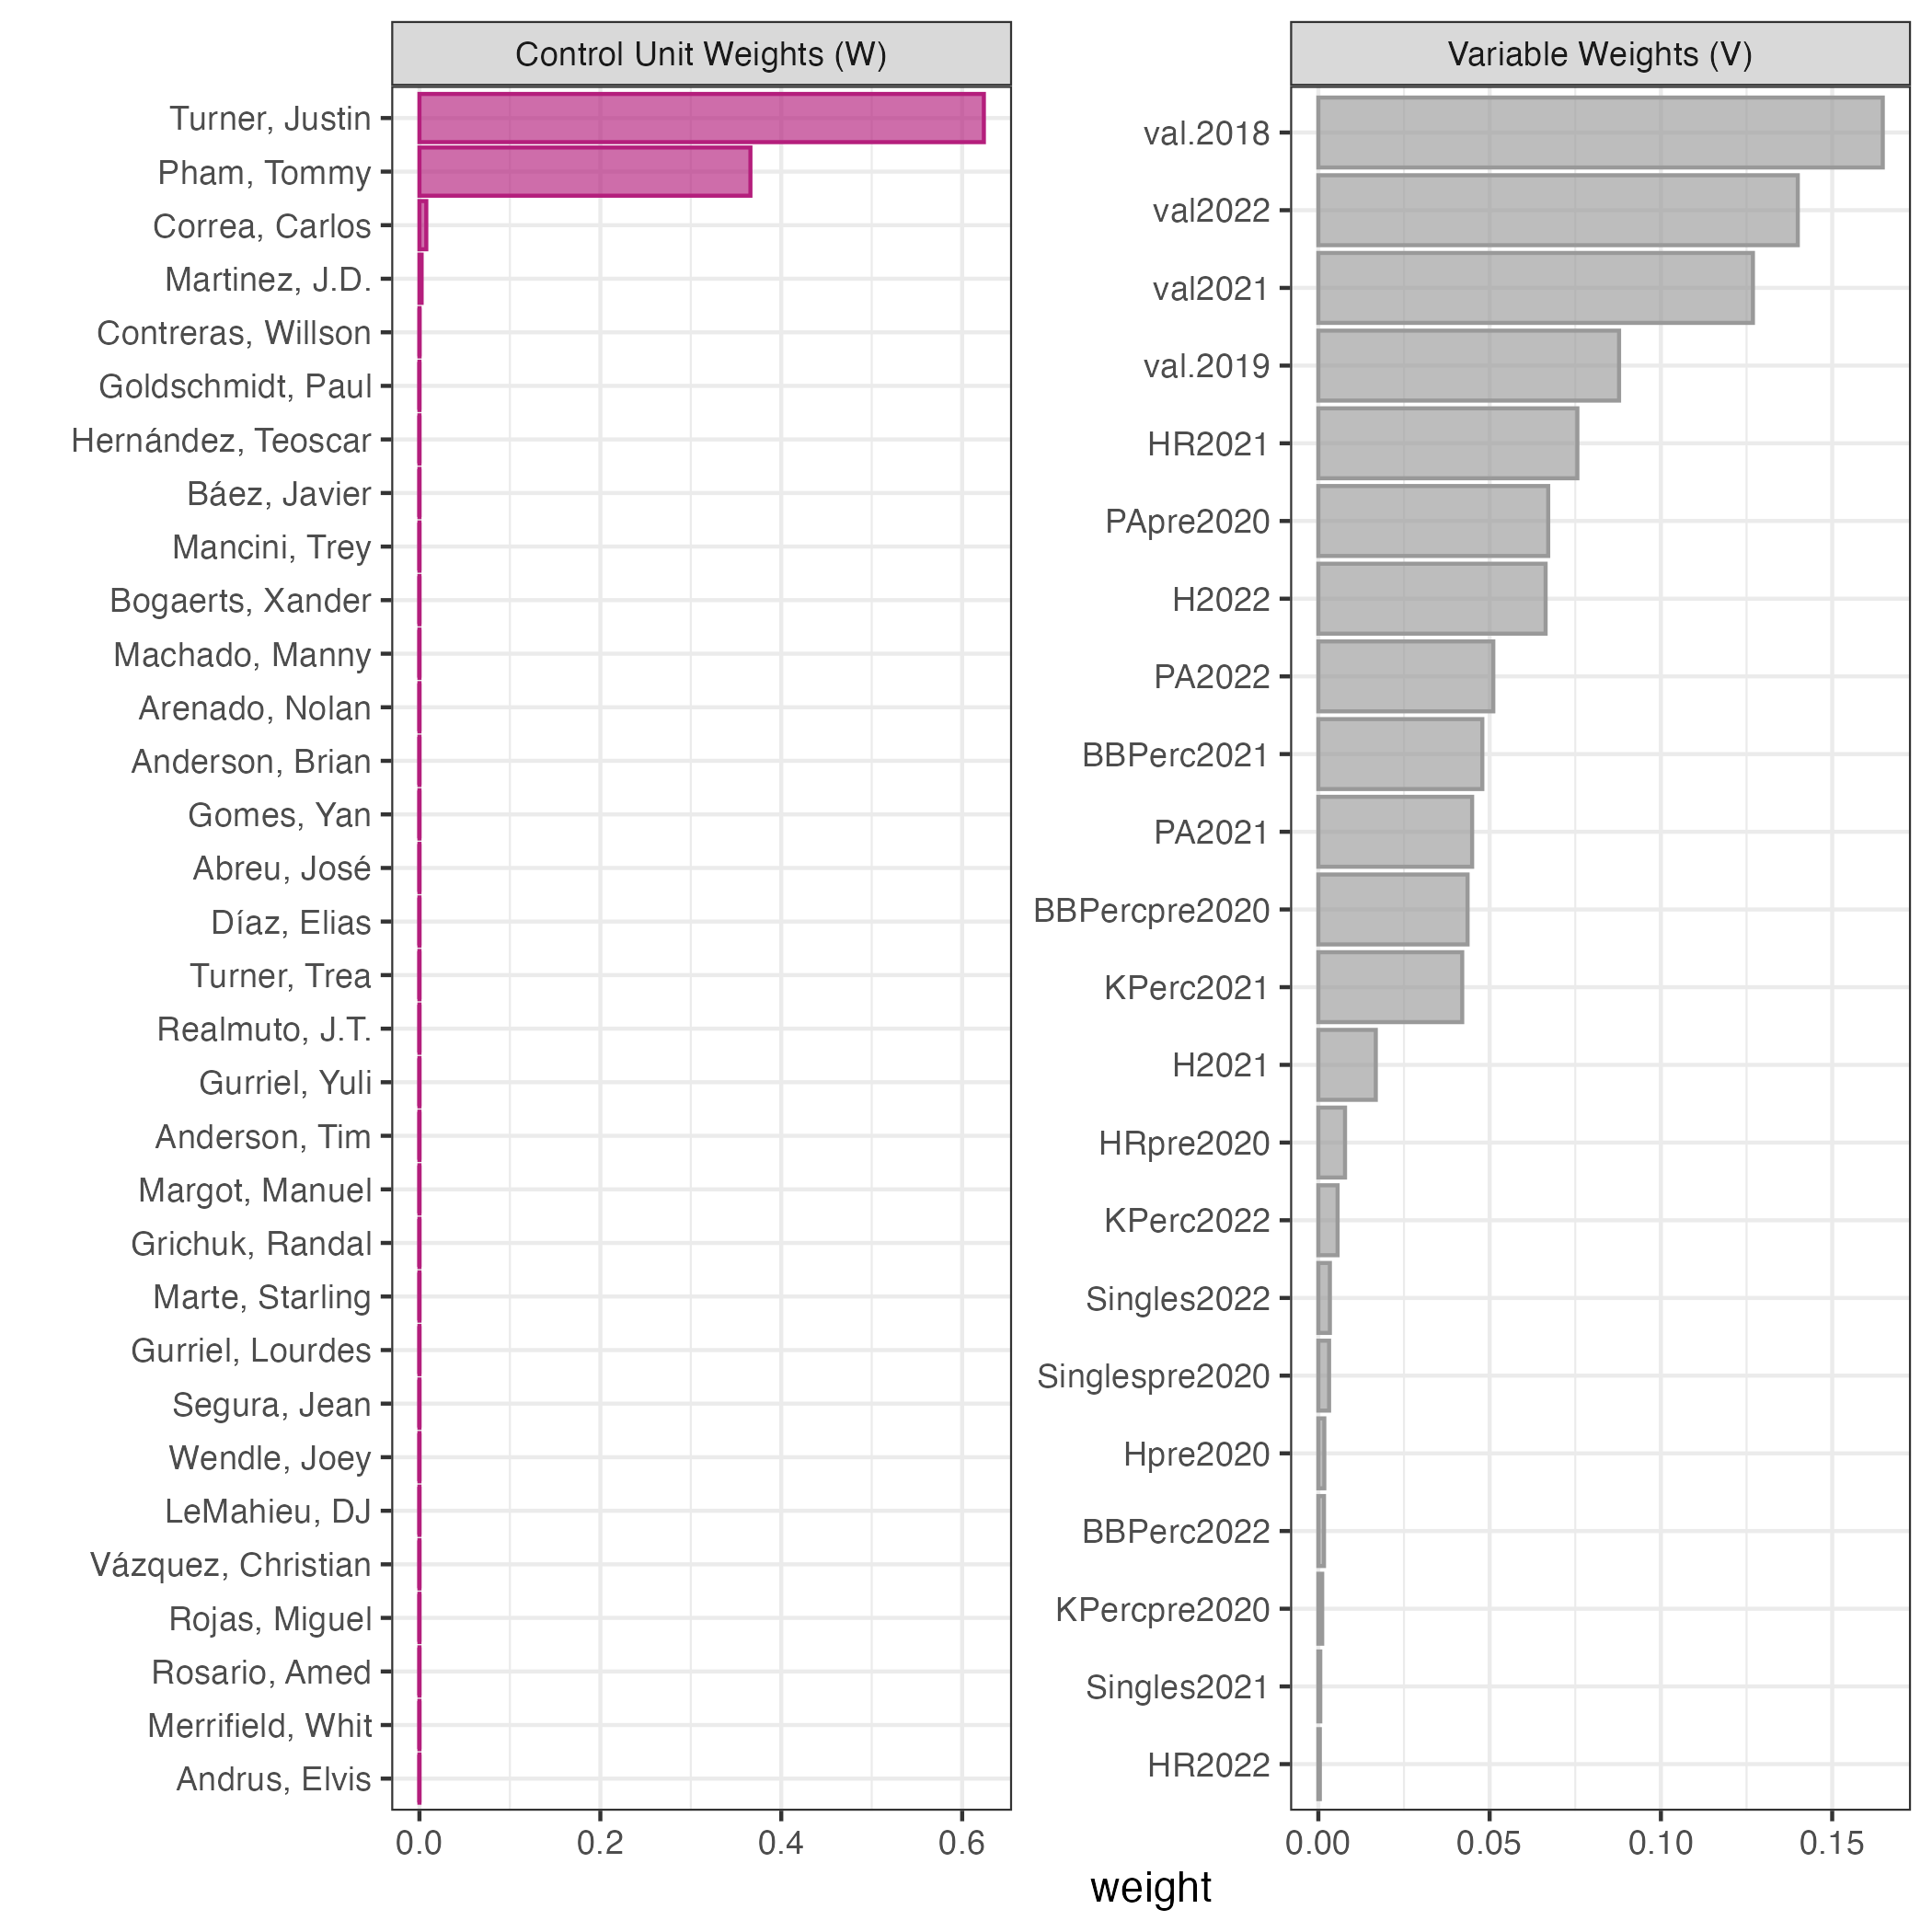 Control Unit Weights (W)
Turner, Justin
Pham, Tommy
Correa, Carlos
Martinez, J.D.
Contreras, Willson
Goldschmidt, Paul
Hernández, Teoscar
Báez, Javier
Mancini, Trey
Bogaerts, Xander
Machado, Manny
Arenado, Nolan
Anderson, Brian
Gomes, Yan
Abreu, José
Díaz, Elias
Turner, Trea
Realmuto, J.T.
Gurriel, Yuli
Anderson, Tim
Margot, Manuel
Grichuk, Randal
Marte, Starling
Gurriel, Lourdes
Segura, Jean
Wendle, Joey
LeMahieu, DJ
Vázquez, Christian
Rojas, Miguel
Rosario, Amed
Merrifield, Whit
Andrus, Elvis
0.0 0.2 0.4 0.6
Variable Weights (V)
val.2018
val2022
val2021
val.2019
HR2021
PApre2020
H2022
PA2022
BBPerc2021
PA2021
BBPercpre2020
KPerc2021
H2021
HRpre2020
KPerc2022
Singles2022
Singlespre2020
Hpre2020
BBPerc2022
KPercpre2020
Singles2021
HR2022
0.00 0.05 0.10 0.15
weight